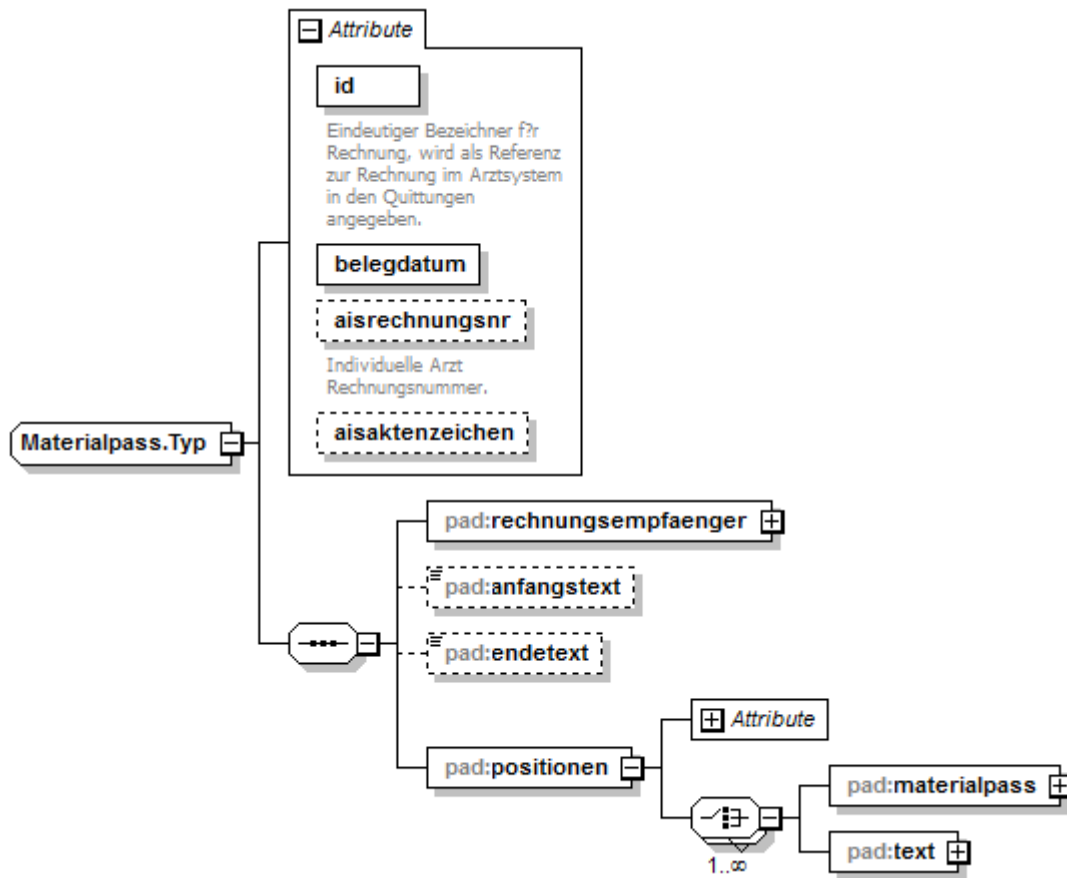 Attribute
id
Eindeutiger Bezeichner f?r
Rechnung, wird als Referenz
zur Rechnung im Arztsystem
in den Quittungen
angegeben.
belegdatum
aisrechnungsnr
Individuelle Arzt
Rechnungsnummer.
aisaktenzeichen
Materialpass.Typ
pad:rechnungsempfaenger
pad:anfangstext
pad:endetext
pad:positionen
Attribute
1..∞
pad:materialpass
pad:text